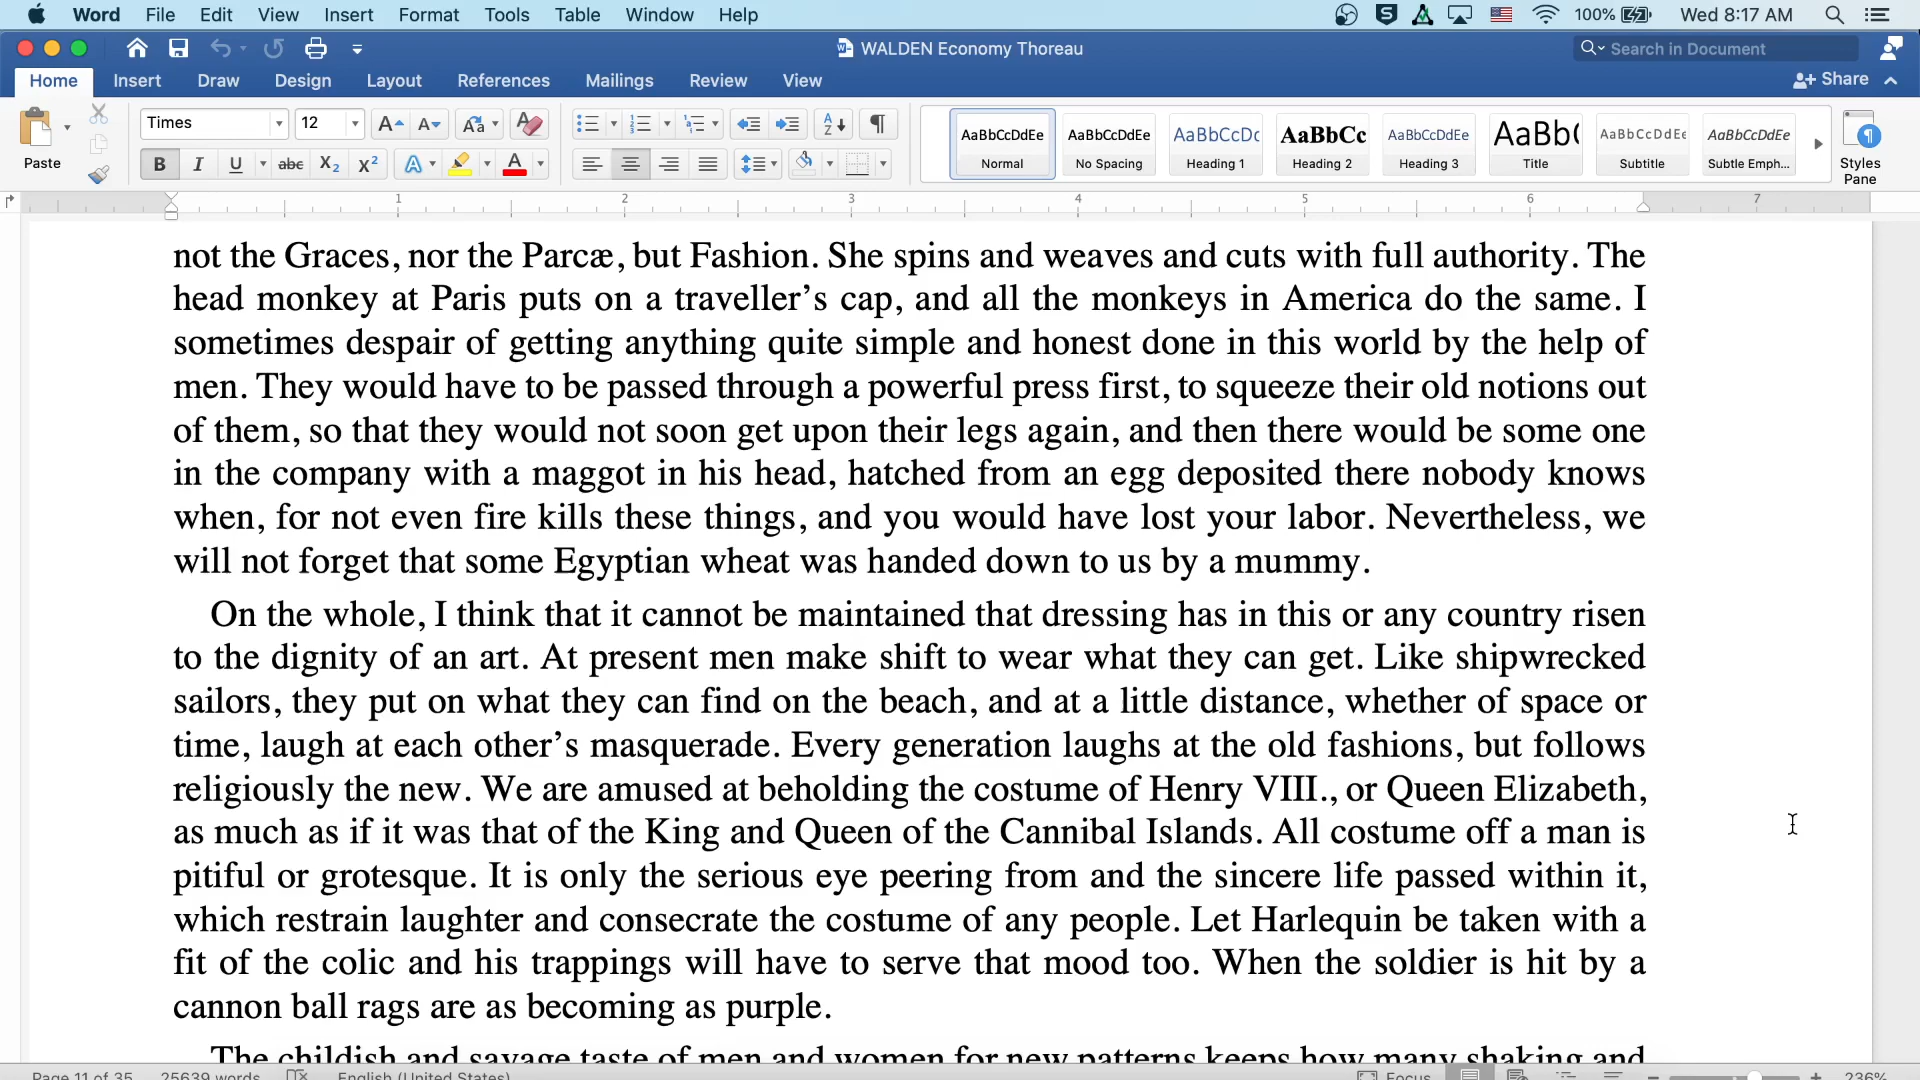 Word File Edit View Insert Format Tools Table Window Help 100% Wed 8:17 AM
WALDEN Economy Thoreau Search in Document
Home Insert Draw Design Layout References Mailings Review View Share
Paste Times 12 AaBbCcDdEe AaBbCcDdEe AaBbCcDc AaBbCc AaBbCcDdEe AaBb( AaBbCcDdEe AaBbCcDdEe
B I U abc X₂ X² A A Normal No Spacing Heading 1 Heading 2 Heading 3 Title Subtitle Subtle Emph... Styles Pane
1 2 3 4 5 6 7
not the Graces, nor the Parcæ, but Fashion. She spins and weaves and cuts with full authority. The
head monkey at Paris puts on a traveller’s cap, and all the monkeys in America do the same. I
sometimes despair of getting anything quite simple and honest done in this world by the help of
men. They would have to be passed through a powerful press first, to squeeze their old notions out
of them, so that they would not soon get upon their legs again, and then there would be some one
in the company with a maggot in his head, hatched from an egg deposited there nobody knows
when, for not even fire kills these things, and you would have lost your labor. Nevertheless, we
will not forget that some Egyptian wheat was handed down to us by a mummy.
On the whole, I think that it cannot be maintained that dressing has in this or any country risen
to the dignity of an art. At present men make shift to wear what they can get. Like shipwrecked
sailors, they put on what they can find on the beach, and at a little distance, whether of space or
time, laugh at each other’s masquerade. Every generation laughs at the old fashions, but follows
religiously the new. We are amused at beholding the costume of Henry VIII., or Queen Elizabeth,
as much as if it was that of the King and Queen of the Cannibal Islands. All costume off a man is
pitiful or grotesque. It is only the serious eye peering from and the sincere life passed within it,
which restrain laughter and consecrate the costume of any people. Let Harlequin be taken with a
fit of the colic and his trappings will have to serve that mood too. When the soldier is hit by a
cannon ball rags are as becoming as purple.
The childish and savage taste of men and women for new patterns keeps how many shaking and
Page 11 of 35 25639 words English (United States) Focus 236%